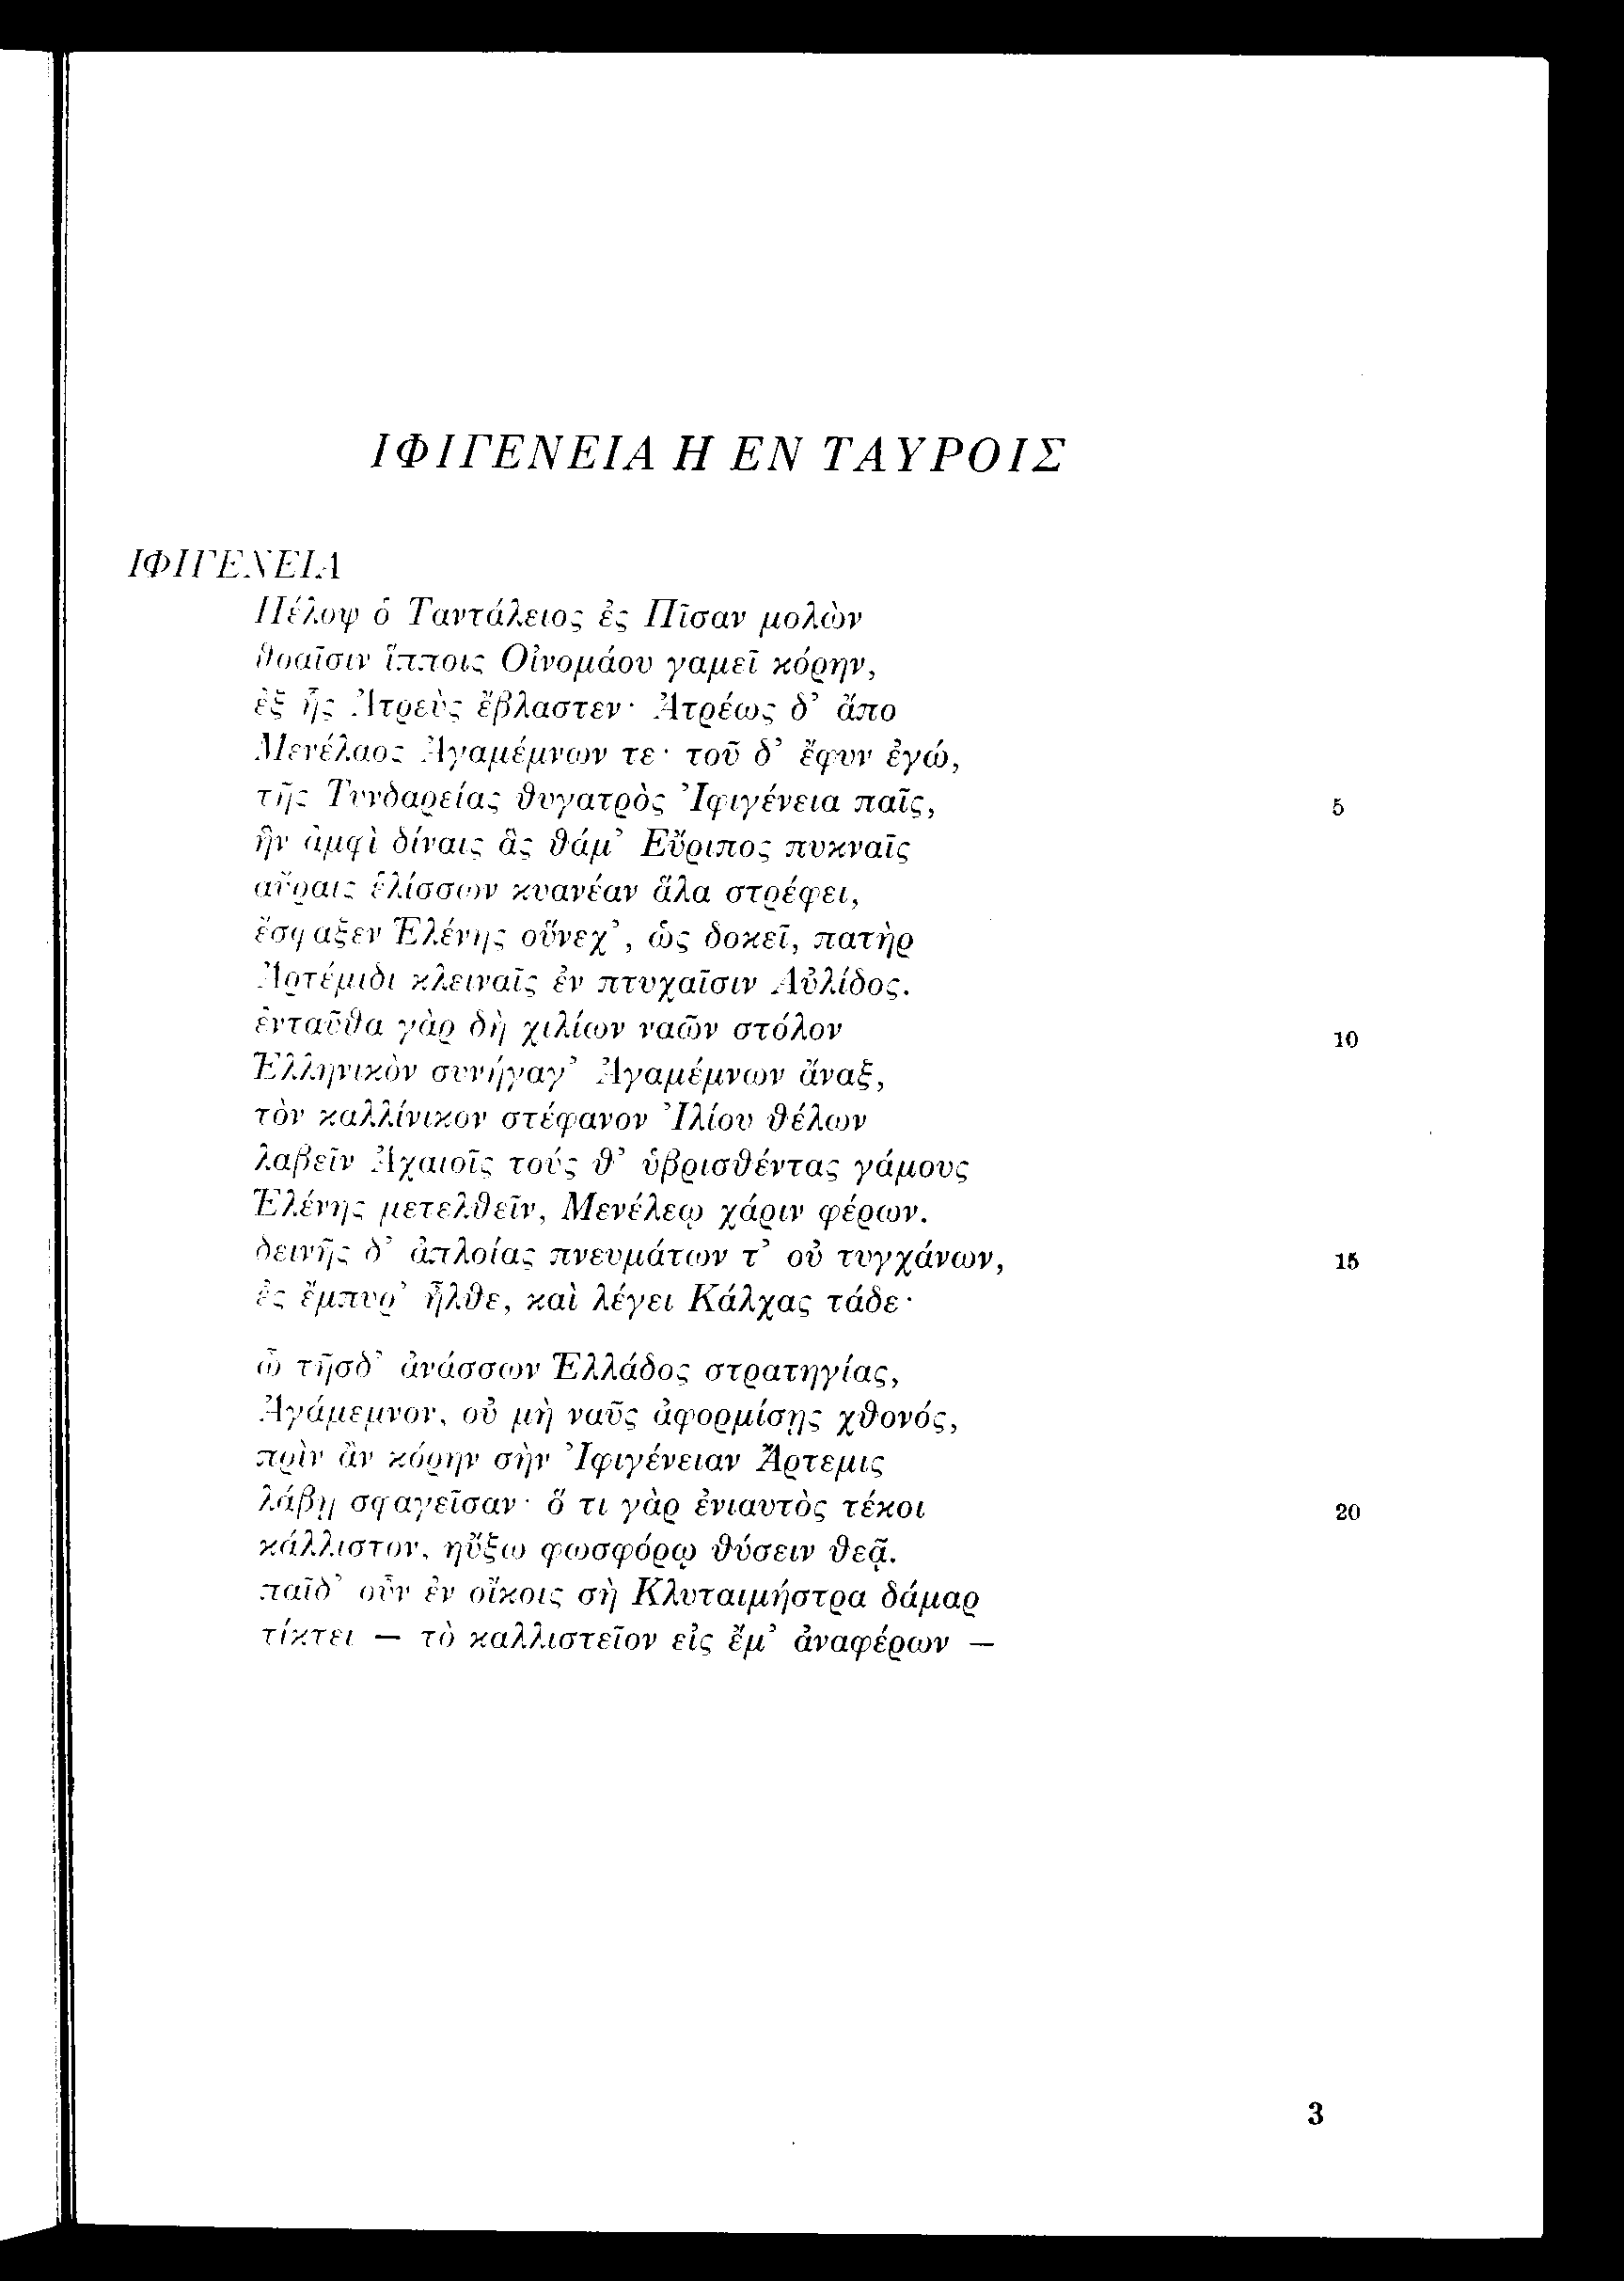 ΙΦΙΓΕΝΕΙΑ Η ΕΝ ΤΑΥΡΟΙΣ
ΙΦΙΓΕΝΕΙΑ
Πέλοψ ὁ Ταντάλειος ἐς Πῖσαν μολὼν
θοαῖσιν ἵπποις Οἰνομάου γαμεῖ κόρην,
ἐξ ἧς Ἀτρεὺς ἔβλαστεν· Ἀτρέως δ' ἄπο
Μενέλαος Ἀγαμέμνων τε· τοῦ δ' ἔφυν ἐγώ,
τῆς Τυνδαρείας θυγατρὸς Ἰφιγένεια παῖς, 5
ἣν ἀμφὶ δίναις ἃς θάμ' Εὔριπος πυκναῖς
αὔραις ἑλίσσων κυανέαν ἅλα στρέφει,
ἔσφαξεν Ἑλένης οὕνεχ', ὡς δοκεῖ, πατὴρ
Ἀρτέμιδι κλειναῖς ἐν πτυχαῖσιν Αὐλίδος.
ἐνταῦθα γὰρ δὴ χιλίων ναῶν στόλον 10
Ἑλληνικὸν συνήγαγ' Ἀγαμέμνων ἄναξ,
τὸν καλλίνικον στέφανον Ἰλίου θέλων
λαβεῖν Ἀχαιοῖς τούς θ' ὑβρισθέντας γάμους
Ἑλένης μετελθεῖν, Μενέλεῳ χάριν φέρων.
δεινῆς δ' ἀπλοίας πνευμάτων τ' οὐ τυγχάνων, 15
ἐς ἔμπυρ' ἦλθε, καὶ λέγει Κάλχας τάδε·
ὦ τῆσδ' ἀνάσσων Ἑλλάδος στρατηγίας,
Ἀγάμεμνον, οὐ μὴ ναῦς ἀφορμίσῃς χθονός,
πρὶν ἂν κόρην σὴν Ἰφιγένειαν Ἄρτεμις
λάβῃ σφαγεῖσαν· ὅ τι γὰρ ἐνιαυτὸς τέκοι 20
κάλλιστον, ηὔξω φωσφόρῳ θύσειν θεᾷ.
παῖδ' οὖν ἐν οἴκοις σὴ Κλυταιμήστρα δάμαρ
τίκτει — τὸ καλλιστεῖον εἰς ἔμ' ἀναφέρων —
3